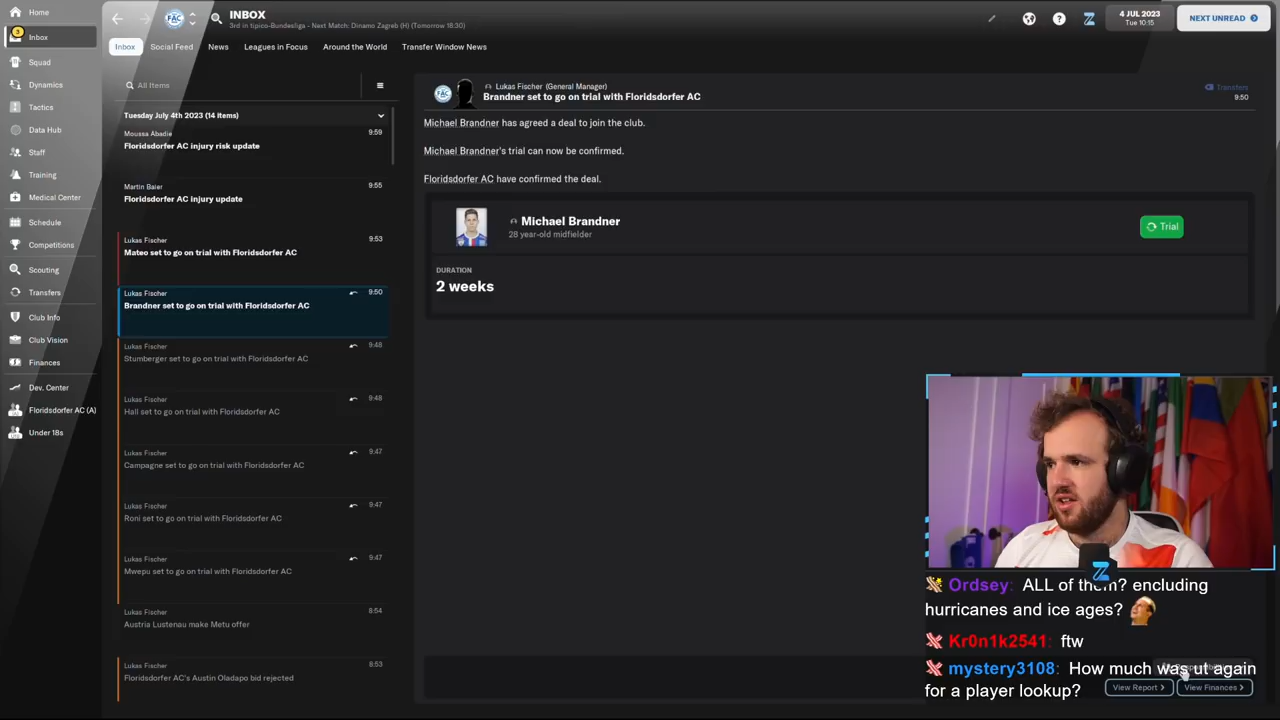 Home
INBOX
3rd in tipico-Bundesliga - Next Match: Dinamo Zagreb (H) (Tomorrow 18:30)
4 JUL 2023
Tue 10:15
NEXT UNREAD
3
Inbox
Squad
Dynamics
Tactics
Data Hub
Staff
Training
Medical Center
Schedule
Competitions
Scouting
Transfers
Club Info
Club Vision
Finances
Dev. Center
Floridsdorfer AC (A)
Under 18s
Inbox
Social Feed
News
Leagues in Focus
Around the World
Transfer Window News
All Items
Tuesday July 4th 2023 (14 items)
Moussa Abadie 9:59
Floridsdorfer AC injury risk update
Martin Baier 9:55
Floridsdorfer AC injury update
Lukas Fischer 9:53
Mateo set to go on trial with Floridsdorfer AC
Lukas Fischer 9:50
Brandner set to go on trial with Floridsdorfer AC
Lukas Fischer 9:48
Stumberger set to go on trial with Floridsdorfer AC
Lukas Fischer 9:48
Hall set to go on trial with Floridsdorfer AC
Lukas Fischer 9:47
Campagne set to go on trial with Floridsdorfer AC
Lukas Fischer 9:47
Roni set to go on trial with Floridsdorfer AC
Lukas Fischer 9:47
Mwepu set to go on trial with Floridsdorfer AC
Lukas Fischer 8:54
Austria Lustenau make Metu offer
Lukas Fischer 8:53
Floridsdorfer AC's Austin Oladapo bid rejected
Lukas Fischer (General Manager)
Brandner set to go on trial with Floridsdorfer AC
Transfers
9:50
Michael Brandner has agreed a deal to join the club.
Michael Brandner's trial can now be confirmed.
Floridsdorfer AC have confirmed the deal.
Michael Brandner
28 year-old midfielder
Trial
DURATION
2 weeks
Ordsey: ALL of them? encluding
hurricanes and ice ages?
Kr0n1k2541: ftw
mystery3108: How much was ut again
for a player lookup?
View Report
View Finances